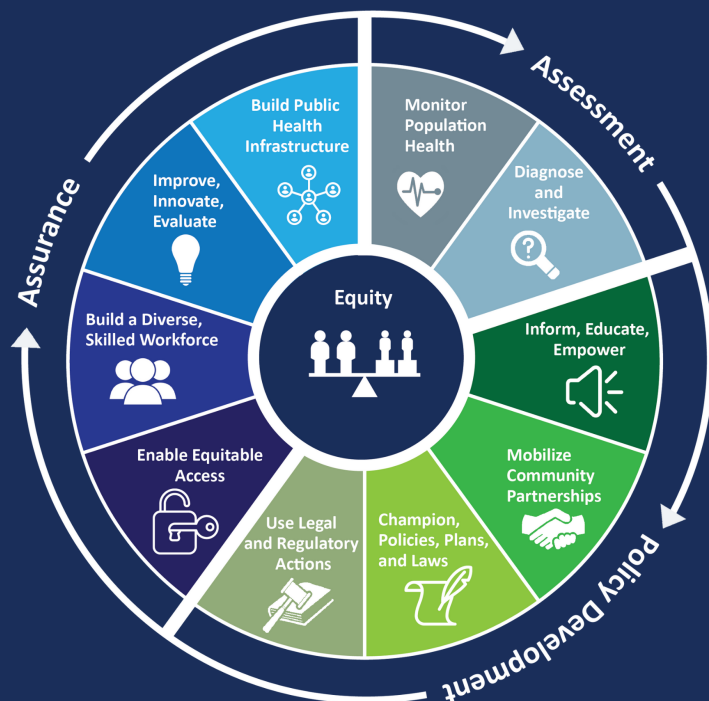 Assessment
Monitor
Population
Health
Diagnose
and
Investigate
Policy Development
Inform, Educate,
Empower
Mobilize
Community
Partnerships
Champion,
Policies, Plans,
and Laws
Use Legal
and Regulatory
Actions
Assurance
Enable Equitable
Access
Build a Diverse,
Skilled Workforce
Improve,
Innovate,
Evaluate
Build Public
Health
Infrastructure
Equity
?